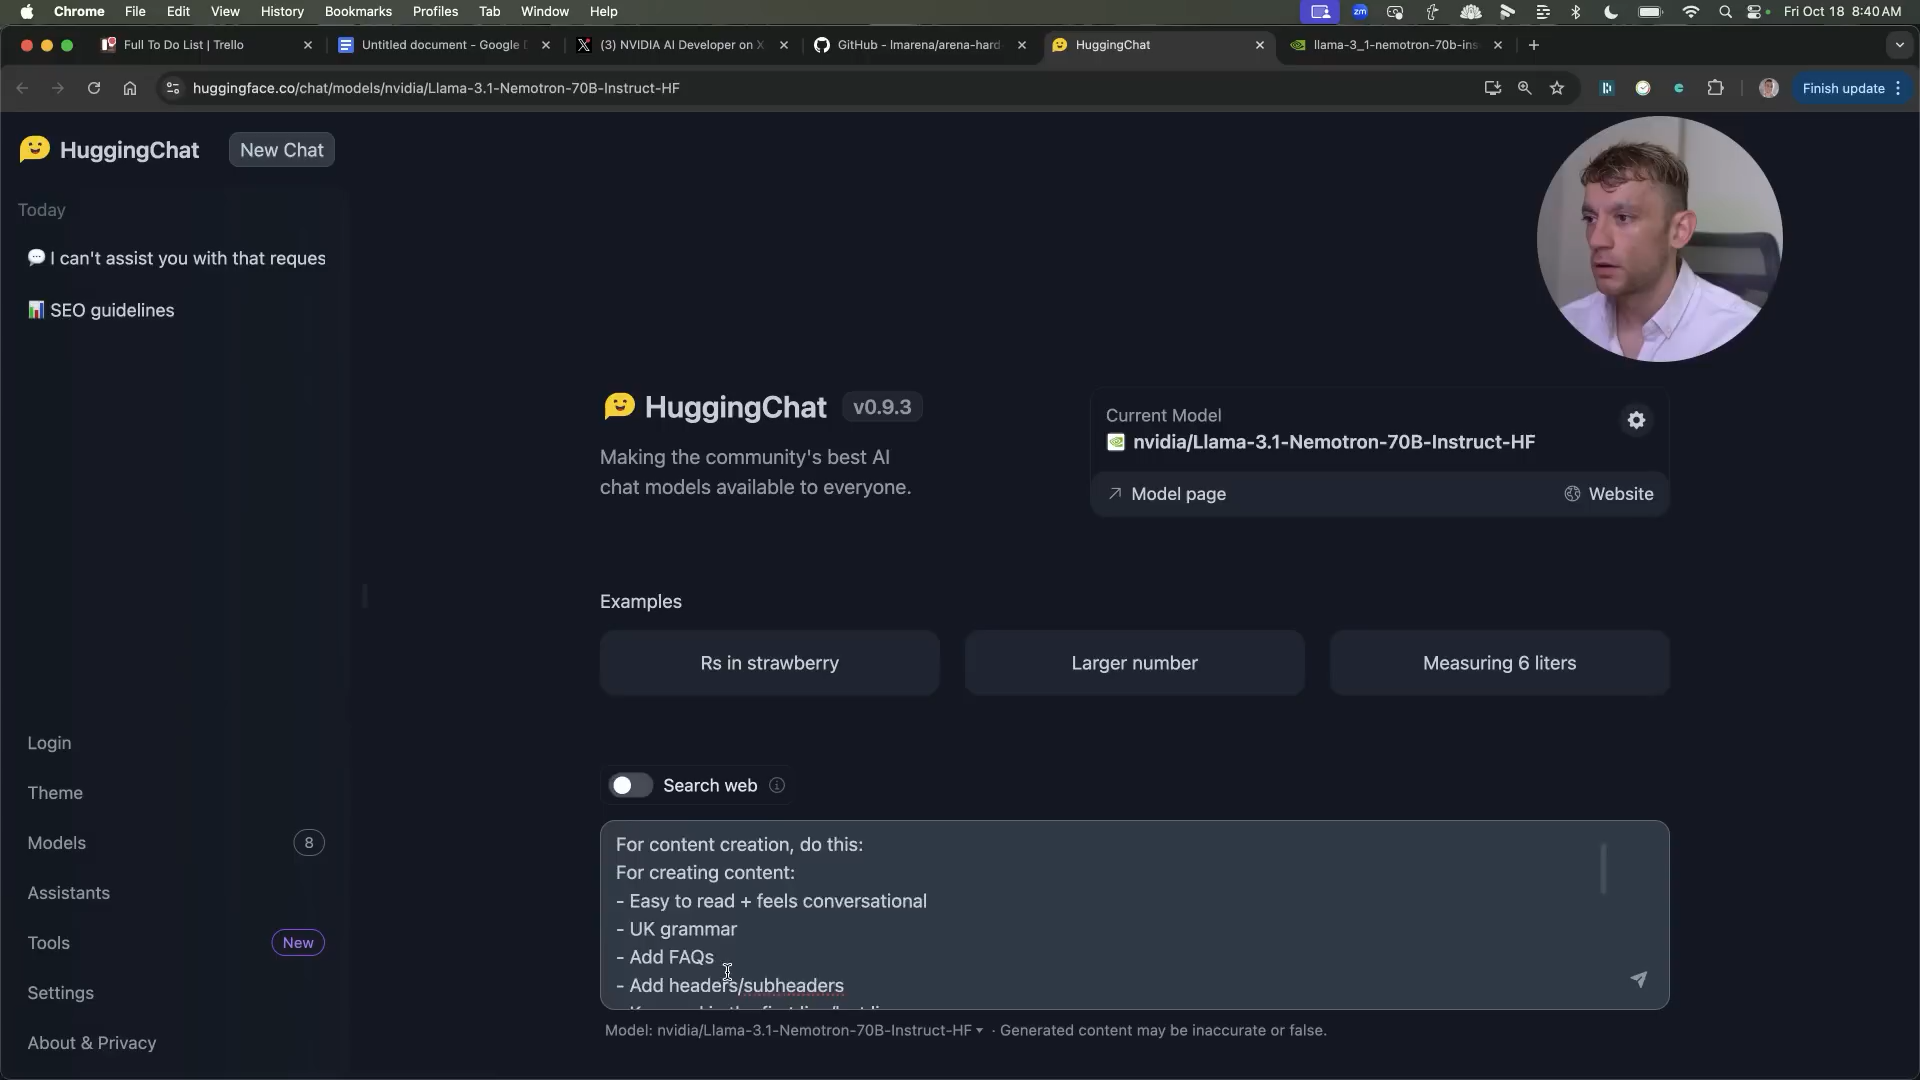 Chrome File Edit View History Bookmarks Profiles Tab Window Help
zm
Fri Oct 18 8:40 AM
Full To Do List | Trello
Untitled document - Google D
(3) NVIDIA AI Developer on X
GitHub - lmarena/arena-hard
HuggingChat
llama-3_1-nemotron-70b-ins
huggingface.co/chat/models/nvidia/Llama-3.1-Nemotron-70B-Instruct-HF
Finish update
HuggingChat
New Chat
Today
I can't assist you with that reques
SEO guidelines
HuggingChat v0.9.3
Making the community's best AI
chat models available to everyone.
Current Model
nvidia/Llama-3.1-Nemotron-70B-Instruct-HF
Model page
Website
Examples
Rs in strawberry
Larger number
Measuring 6 liters
Search web
For content creation, do this:
For creating content:
- Easy to read + feels conversational
- UK grammar
- Add FAQs
- Add headers/subheaders
Model: nvidia/Llama-3.1-Nemotron-70B-Instruct-HF · Generated content may be inaccurate or false.
Login
Theme
Models 8
Assistants
Tools New
Settings
About & Privacy